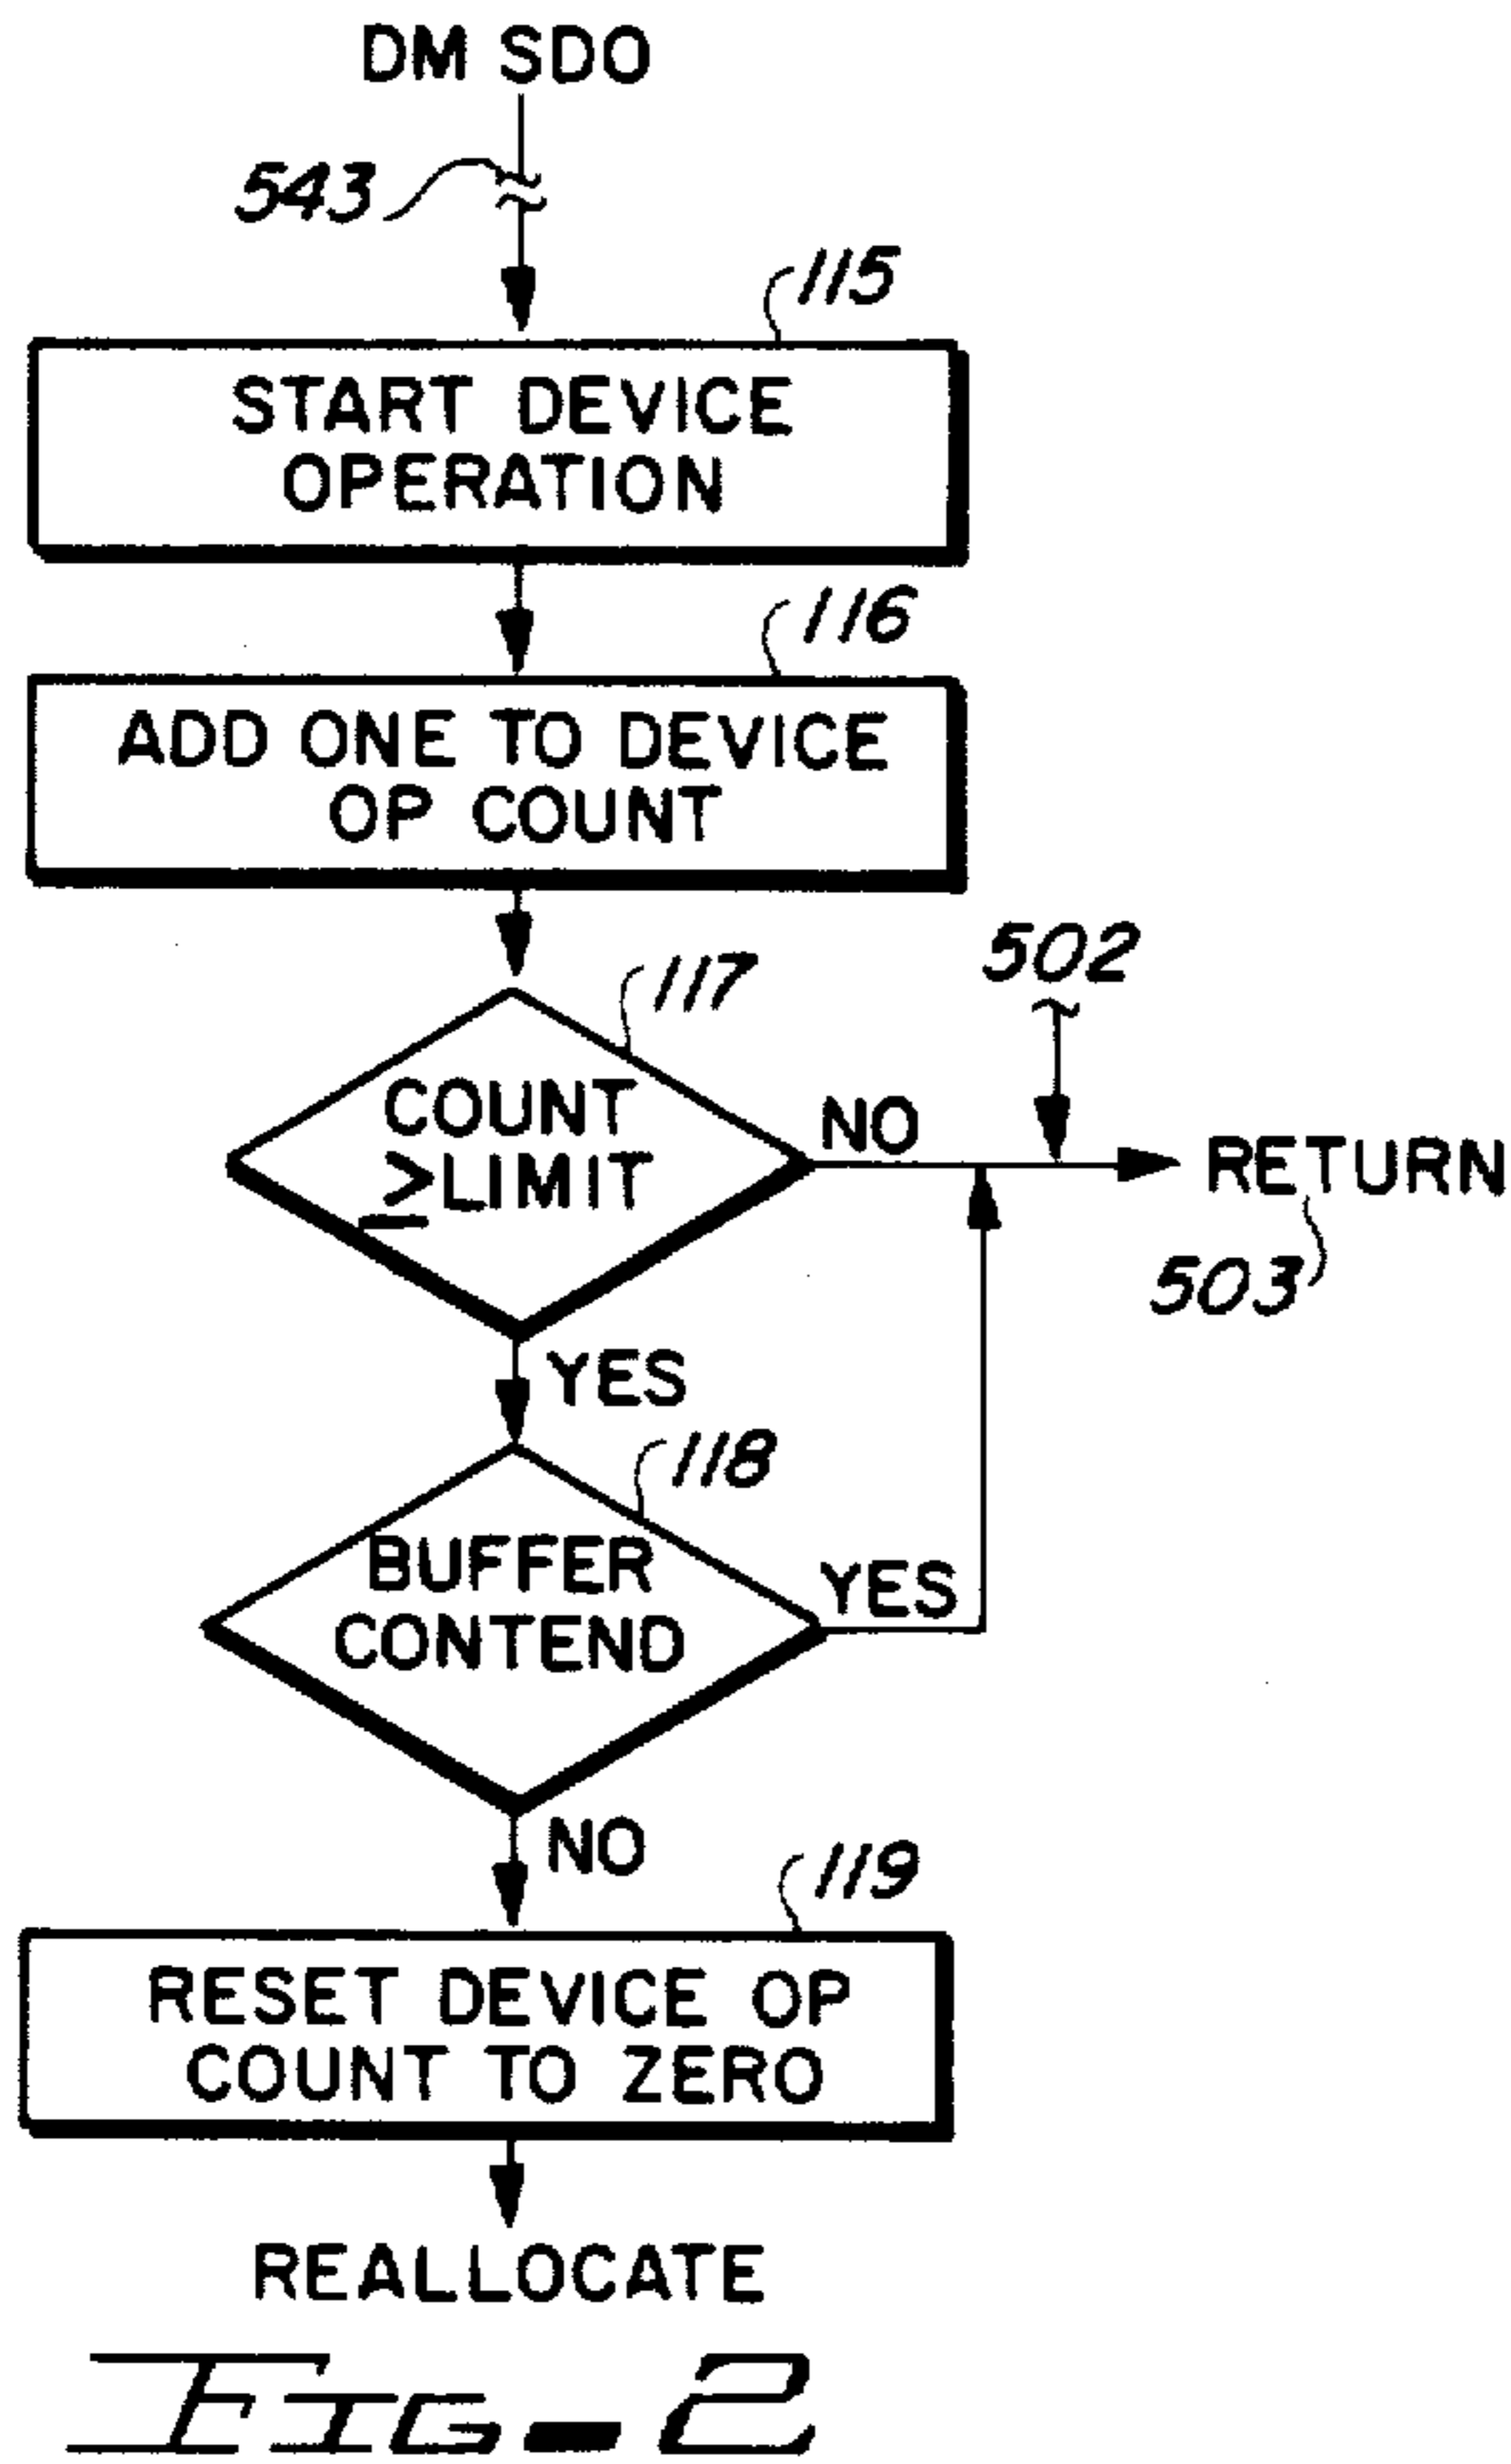 DM SDO
543
115
START DEVICE
OPERATION
116
ADD ONE TO DEVICE
OP COUNT
502
117
COUNT
≥LIMIT
NO
RETURN
503
YES
118
BUFFER
CONTEND
YES
NO
119
RESET DEVICE OP
COUNT TO ZERO
REALLOCATE
FIG-2